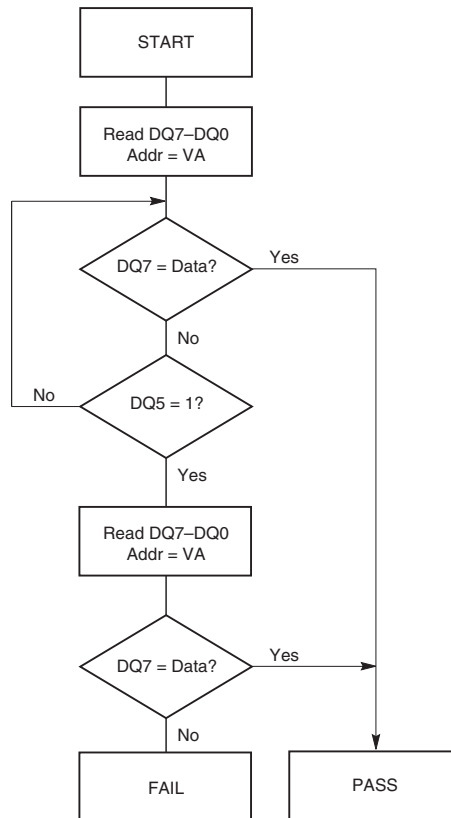 START
Read DQ7–DQ0
Addr = VA
DQ7 = Data?
Yes
No
No
DQ5 = 1?
Yes
Read DQ7–DQ0
Addr = VA
DQ7 = Data?
Yes
No
FAIL
PASS